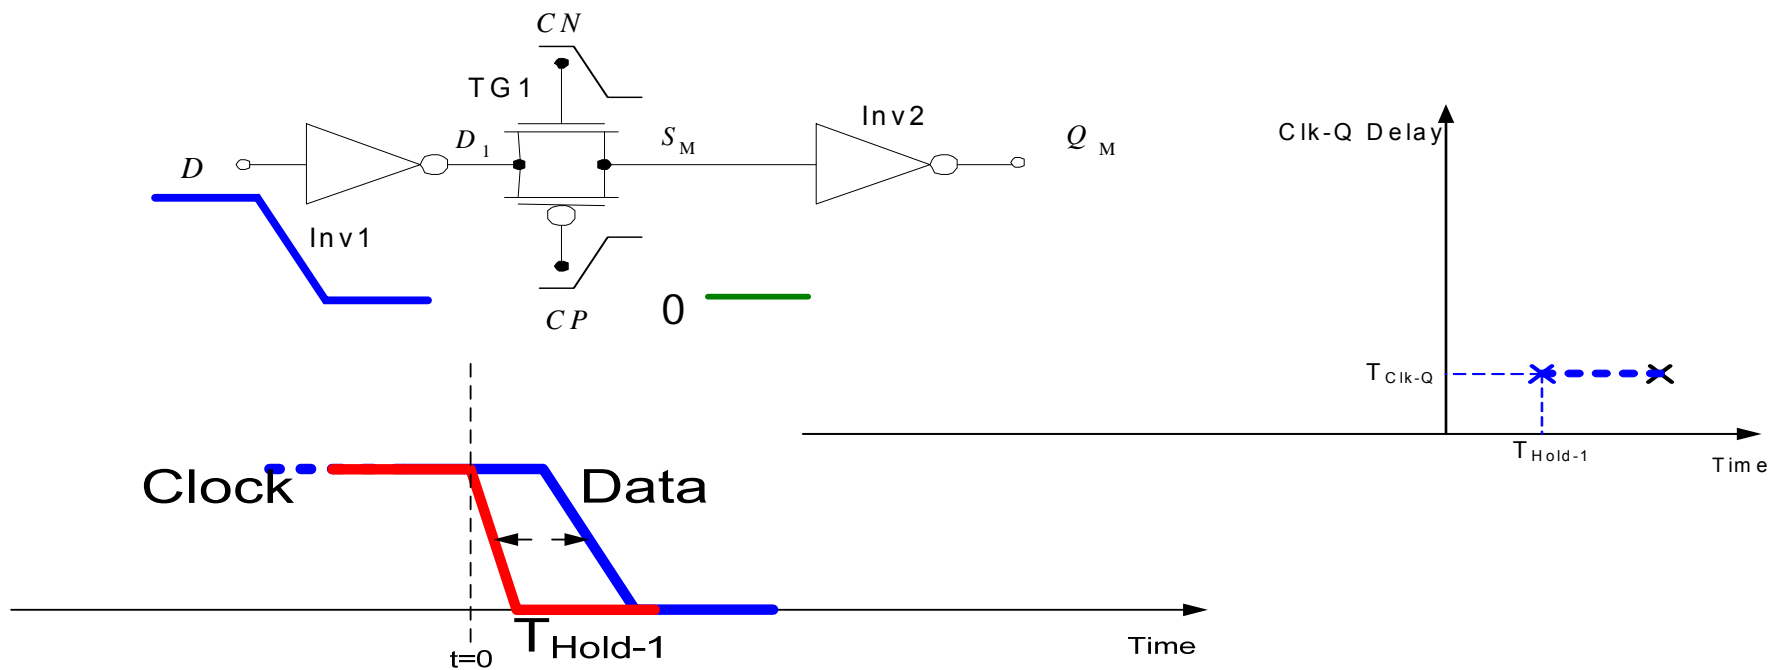 CN
TG1
Inv2
D
D1
SM
QM
Inv1
CP
0
Clk-Q Delay
TClk-Q
THold-1
Time
Clock
Data
THold-1
t=0
Time